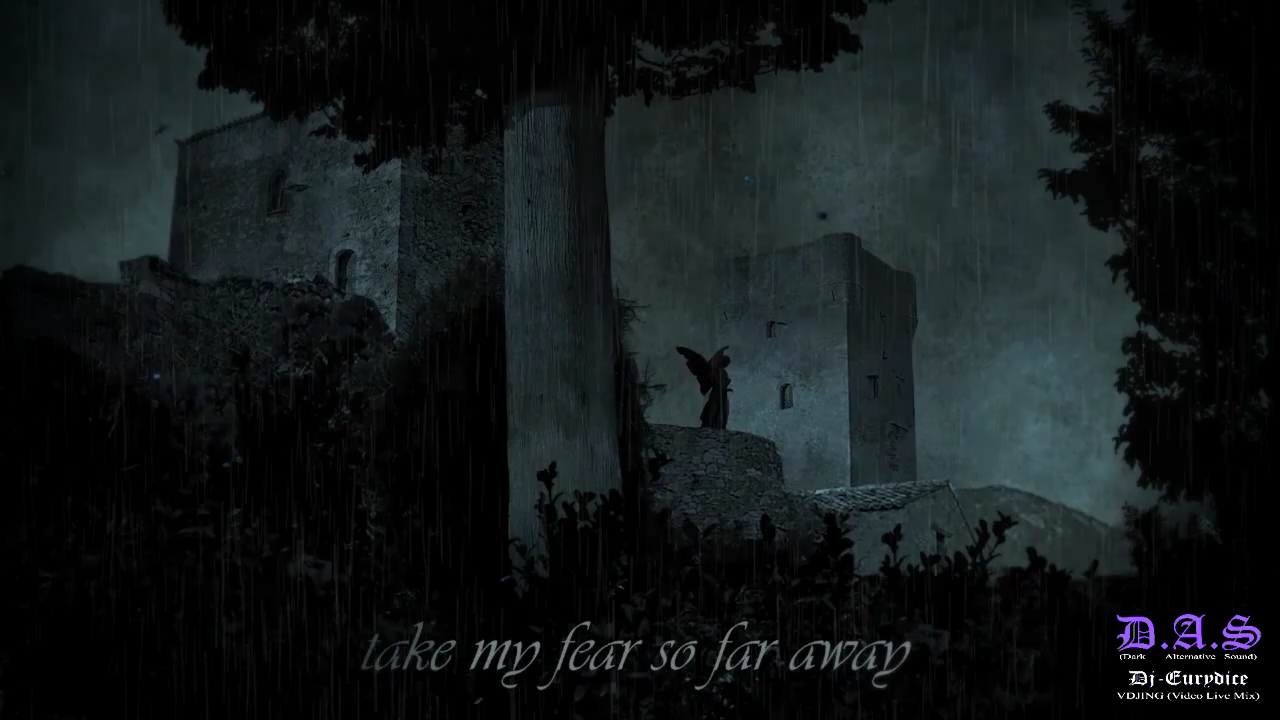 take my fear so far away
D.A.S
(Dark Alternative Sound)
Dj-Eurydice
VDJING (Video Live Mix)